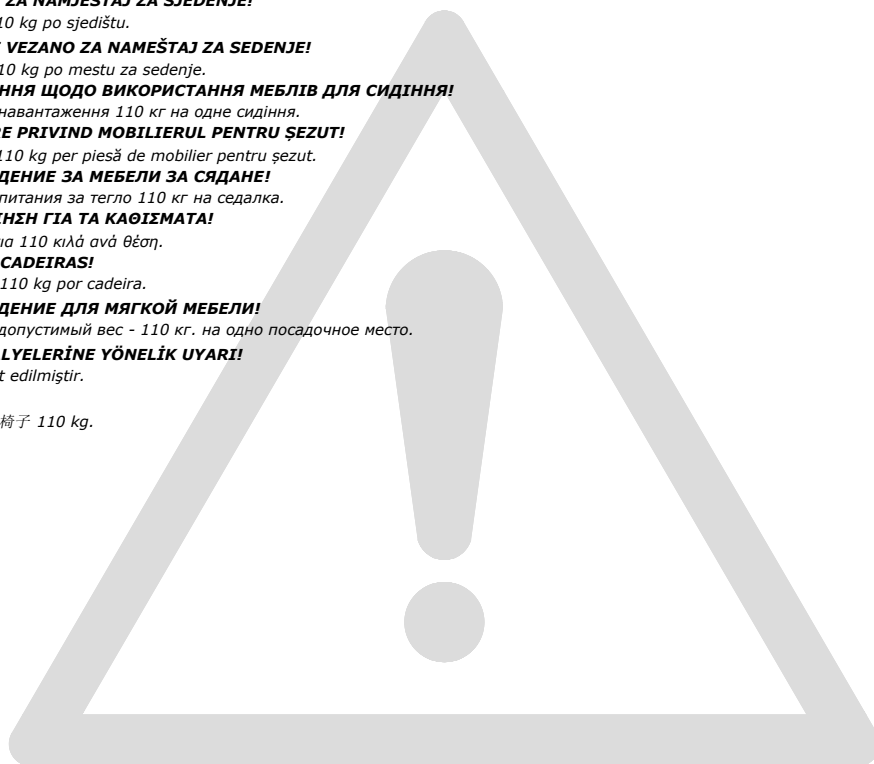 ZA NAMJEŠTAJ ZA SJEDENJE!
10 kg po sjedištu.
VEZANO ZA NAMEŠTAJ ZA SEDENJE!
10 kg po mestu za sedenje.
ННЯ ЩОДО ВИКОРИСТАННЯ МЕБЛІВ ДЛЯ СИДІННЯ!
навантаження 110 кг на одне сидіння.
RE PRIVIND MOBILIERUL PENTRU ȘEZUT!
110 kg per piesă de mobilier pentru șezut.
ДЕНИЕ ЗА МЕБЕЛИ ЗА СЯДАНЕ!
питания за тегло 110 кг на седалка.
ΙΗΣΗ ΓΙΑ ΤΑ ΚΑΘΙΣΜΑΤΑ!
ια 110 κιλά ανά θέση.
CADEIRAS!
110 kg por cadeira.
ДЕНИЕ ДЛЯ МЯГКОЙ МЕБЕЛИ!
допустимый вес - 110 кг. на одно посадочное место.
LYELERİNE YÖNELİK UYARI!
t edilmiştir.
椅子 110 kg.